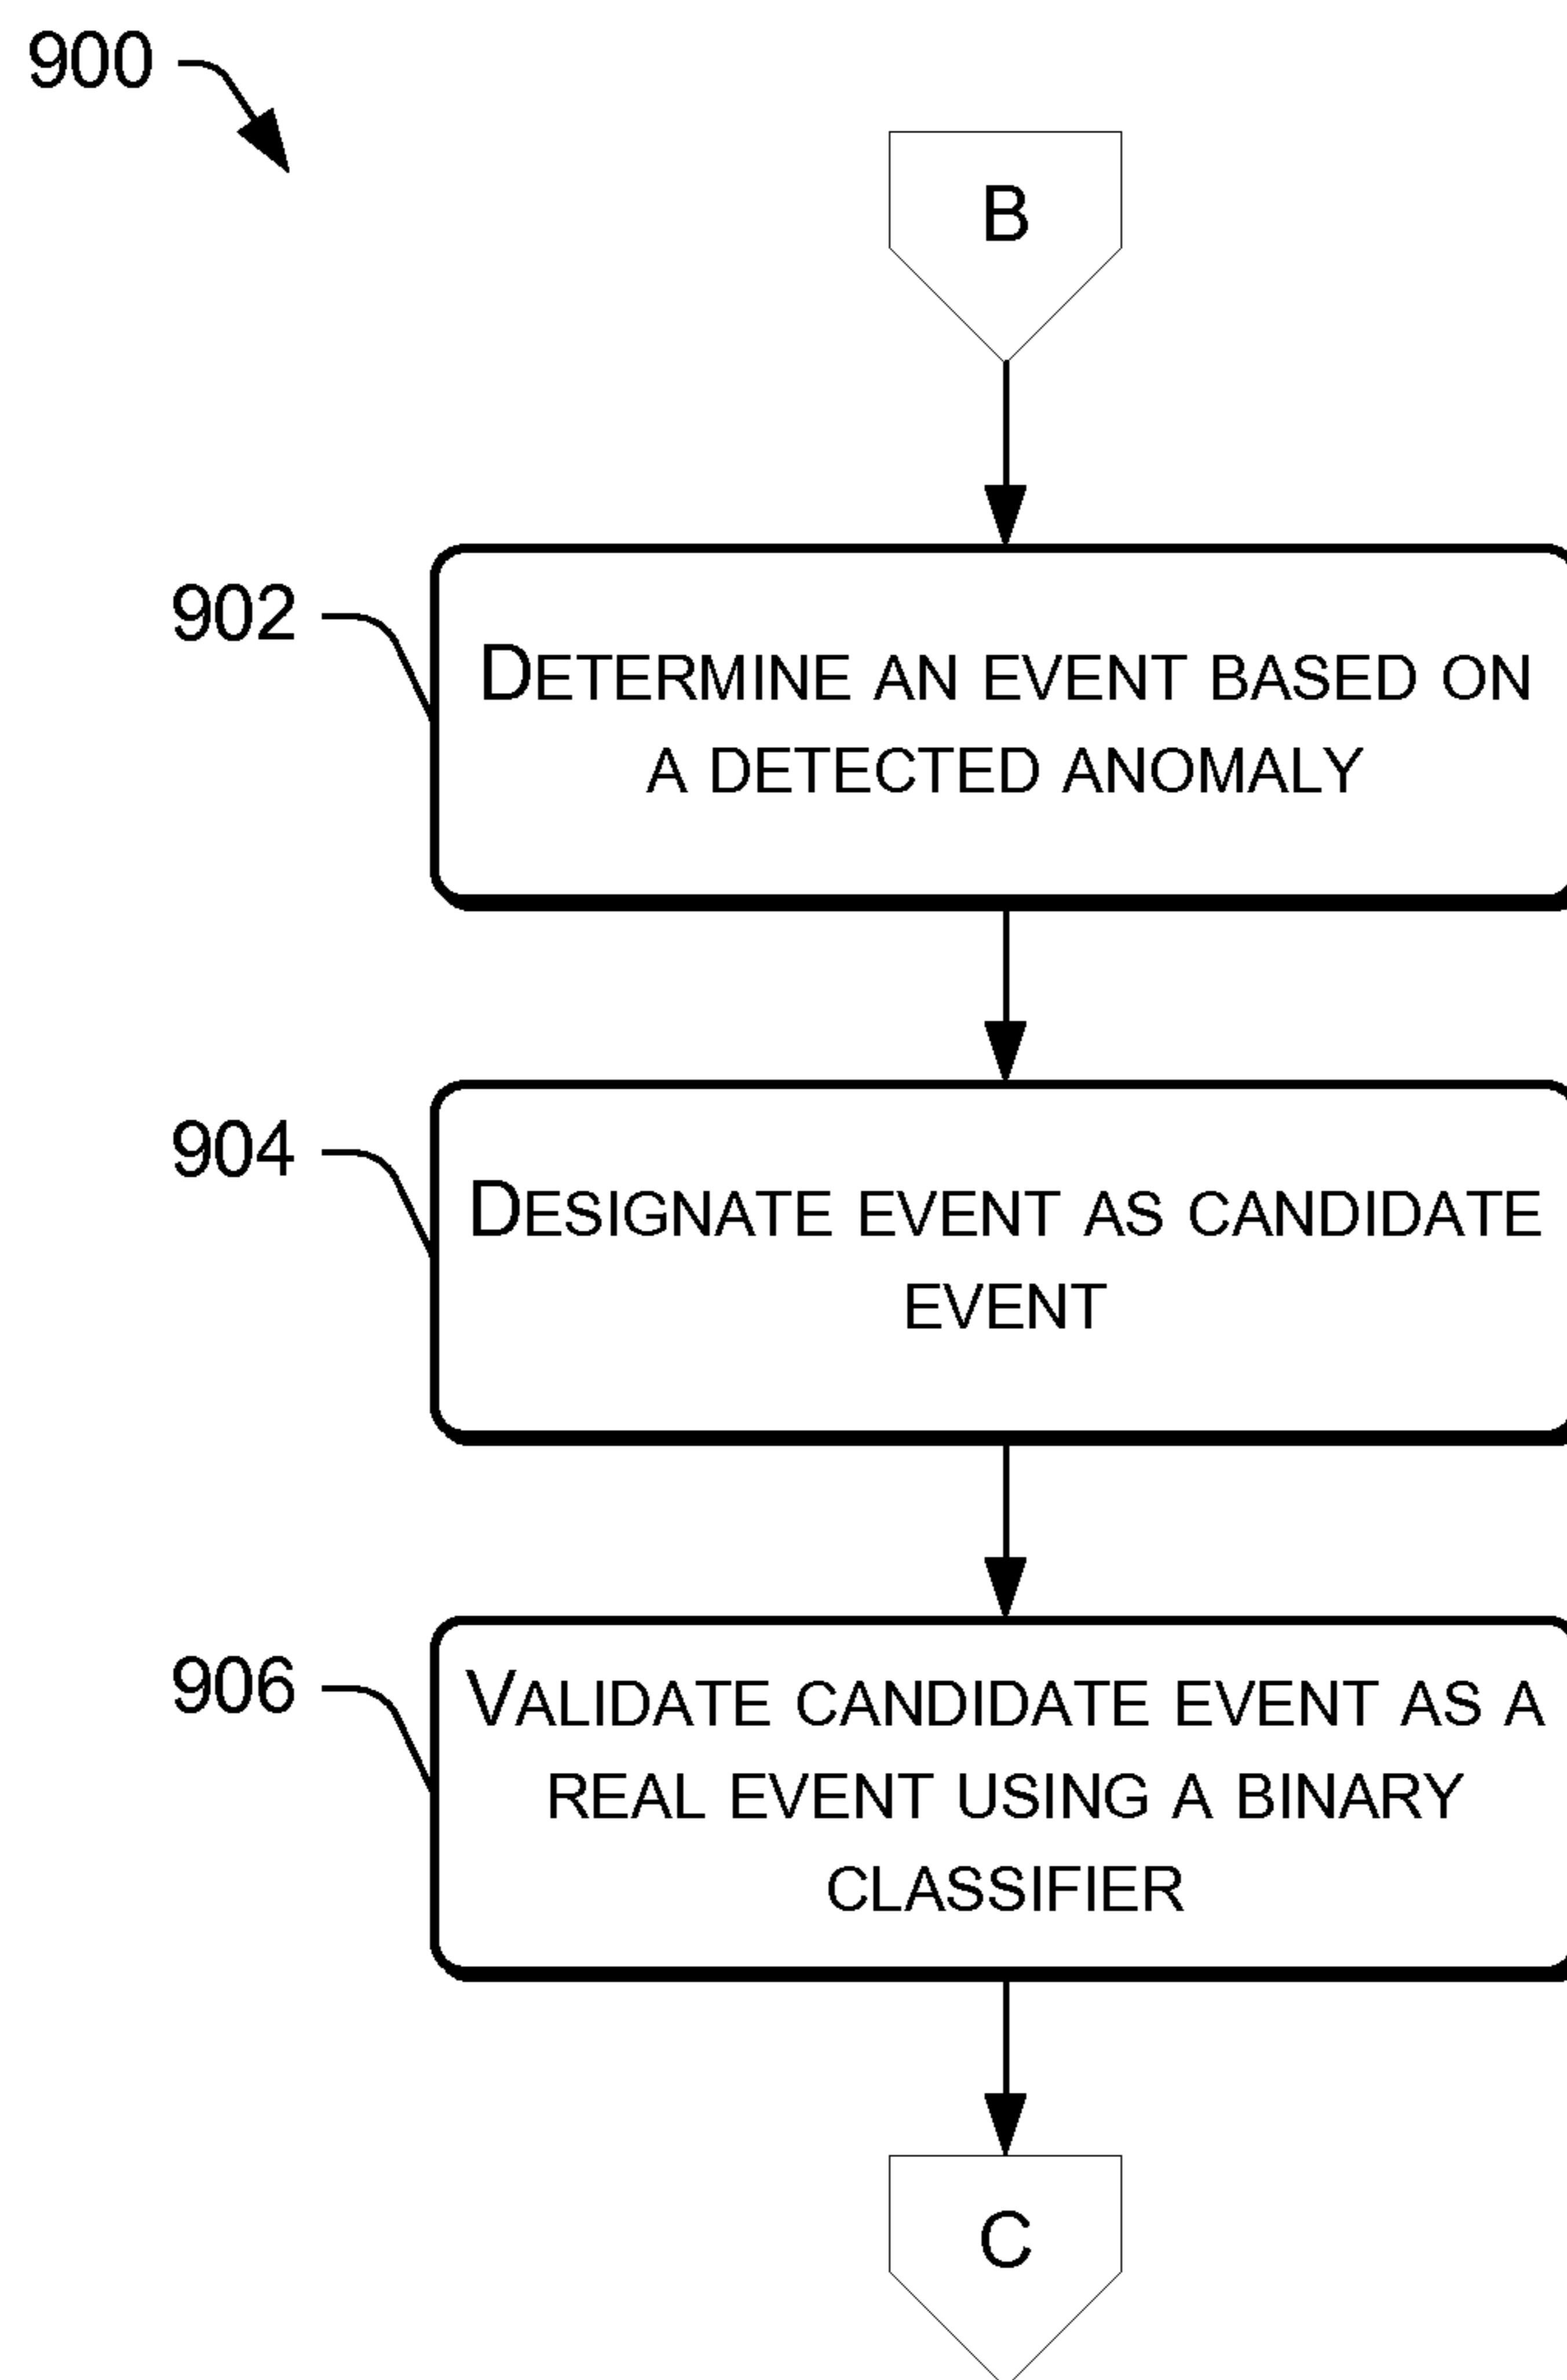 900
B
902
DETERMINE AN EVENT BASED ON
A DETECTED ANOMALY
904
DESIGNATE EVENT AS CANDIDATE
EVENT
906
VALIDATE CANDIDATE EVENT AS A
REAL EVENT USING A BINARY
CLASSIFIER
C